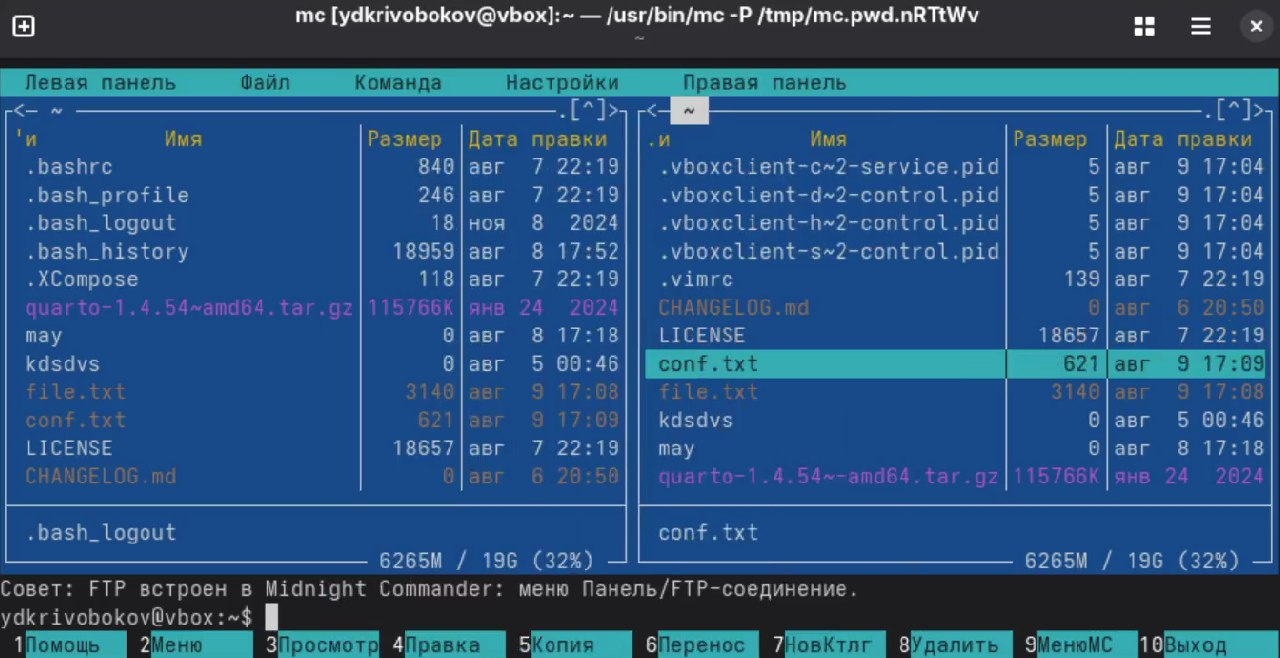 mc [ydkrivobokov@vbox]:~ — /usr/bin/mc -P /tmp/mc.pwd.nRTtWv
~
Левая панель Файл Команда Настройки Правая панель
<— ~ .[^]>
'и Имя Размер Дата правки
.bashrc 840 авг 7 22:19
.bash_profile 246 авг 7 22:19
.bash_logout 18 ноя 8 2024
.bash_history 18959 авг 8 17:52
.XCompose 118 авг 7 22:19
quarto-1.4.54~amd64.tar.gz 115766K янв 24 2024
may 0 авг 8 17:18
kdsdvs 0 авг 5 00:46
file.txt 3140 авг 9 17:08
conf.txt 621 авг 9 17:09
LICENSE 18657 авг 7 22:19
CHANGELOG.md 0 авг 6 20:50
.bash_logout
6265M / 19G (32%)
<— ~ .[^]>
.и Имя Размер Дата правки
.vboxclient-c~2-service.pid 5 авг 9 17:04
.vboxclient-d~2-control.pid 5 авг 9 17:04
.vboxclient-h~2-control.pid 5 авг 9 17:04
.vboxclient-s~2-control.pid 5 авг 9 17:04
.vimrc 139 авг 7 22:19
CHANGELOG.md 0 авг 6 20:50
LICENSE 18657 авг 7 22:19
conf.txt 621 авг 9 17:09
file.txt 3140 авг 9 17:08
kdsdvs 0 авг 5 00:46
may 0 авг 8 17:18
quarto-1.4.54~-amd64.tar.gz 115766K янв 24 2024
conf.txt
6265M / 19G (32%)
Совет: FTP встроен в Midnight Commander: меню Панель/FTP-соединение.
ydkrivobokov@vbox:~$
1Помощь 2Меню 3Просмотр 4Правка 5Копия 6Перенос 7НовКтлг 8Удалить 9МенюMC 10Выход